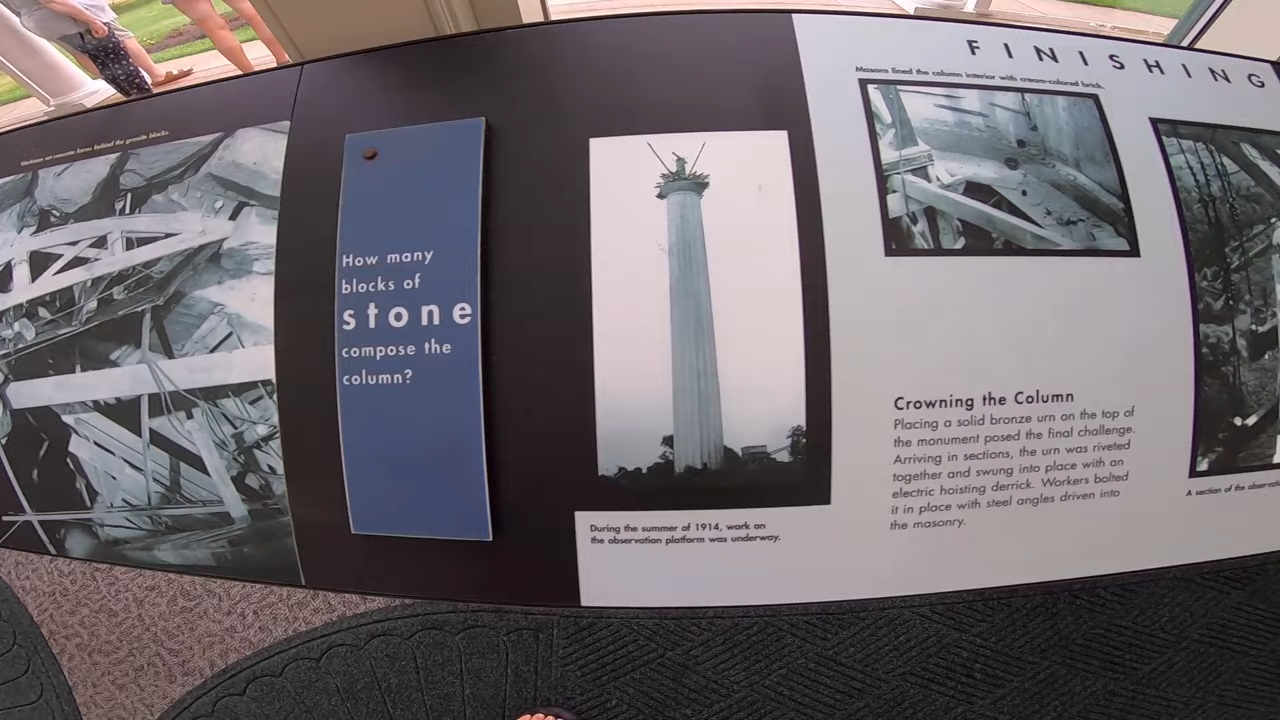 Workmen set concrete forms behind the granite blocks.
How many
blocks of
stone
compose the
column?
During the summer of 1914, work on
the observation platform was underway.
FINISHING
Masons lined the column interior with cream-colored brick.
Crowning the Column
Placing a solid bronze urn on the top of
the monument posed the final challenge.
Arriving in sections, the urn was riveted
together and swung into place with an
electric hoisting derrick. Workers bolted
it in place with steel angles driven into
the masonry.
A section of the